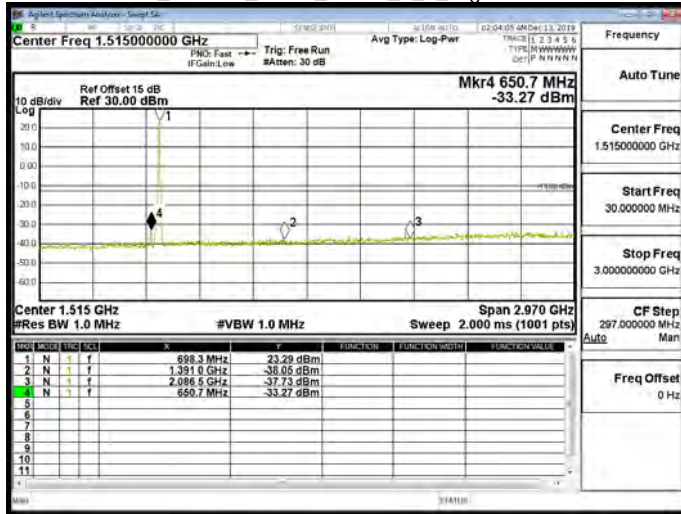 Agilent Spectrum Analyzer - Swept SA
SENSE:INT
ALIGN AUTO
02:04:05 AM Dec 13, 2019
Center Freq 1.515000000 GHz
PNO: Fast
IFGain:Low
Trig: Free Run
#Atten: 30 dB
Avg Type: Log-Pwr
TRACE 1 2 3 4 5 6
TYPE M W W W W W
DET P N N N N N
Frequency
Ref Offset 15 dB
Ref 30.00 dBm
10 dB/div
Log
Mkr4 650.7 MHz
-33.27 dBm
Auto Tune
1
20.0
10.0
0.00
-10.0
-20.0
-30.0
-40.0
-50.0
-60.0
4
2
3
Center Freq
1.515000000 GHz
Start Freq
30.000000 MHz
Stop Freq
3.000000000 GHz
Center 1.515 GHz
#Res BW 1.0 MHz
#VBW 1.0 MHz
Span 2.970 GHz
Sweep 2.000 ms (1001 pts)
CF Step
297.000000 MHz
Auto Man
MKR MODE TRC SCL X Y FUNCTION FUNCTION WIDTH FUNCTION VALUE
1 N 1 f 698.3 MHz 23.29 dBm
2 N 1 f 1.391 0 GHz -38.05 dBm
3 N 1 f 2.086 5 GHz -37.73 dBm
4 N 1 f 650.7 MHz -33.27 dBm
5
6
7
8
9
10
11
Freq Offset
0 Hz
MSG
STATUS